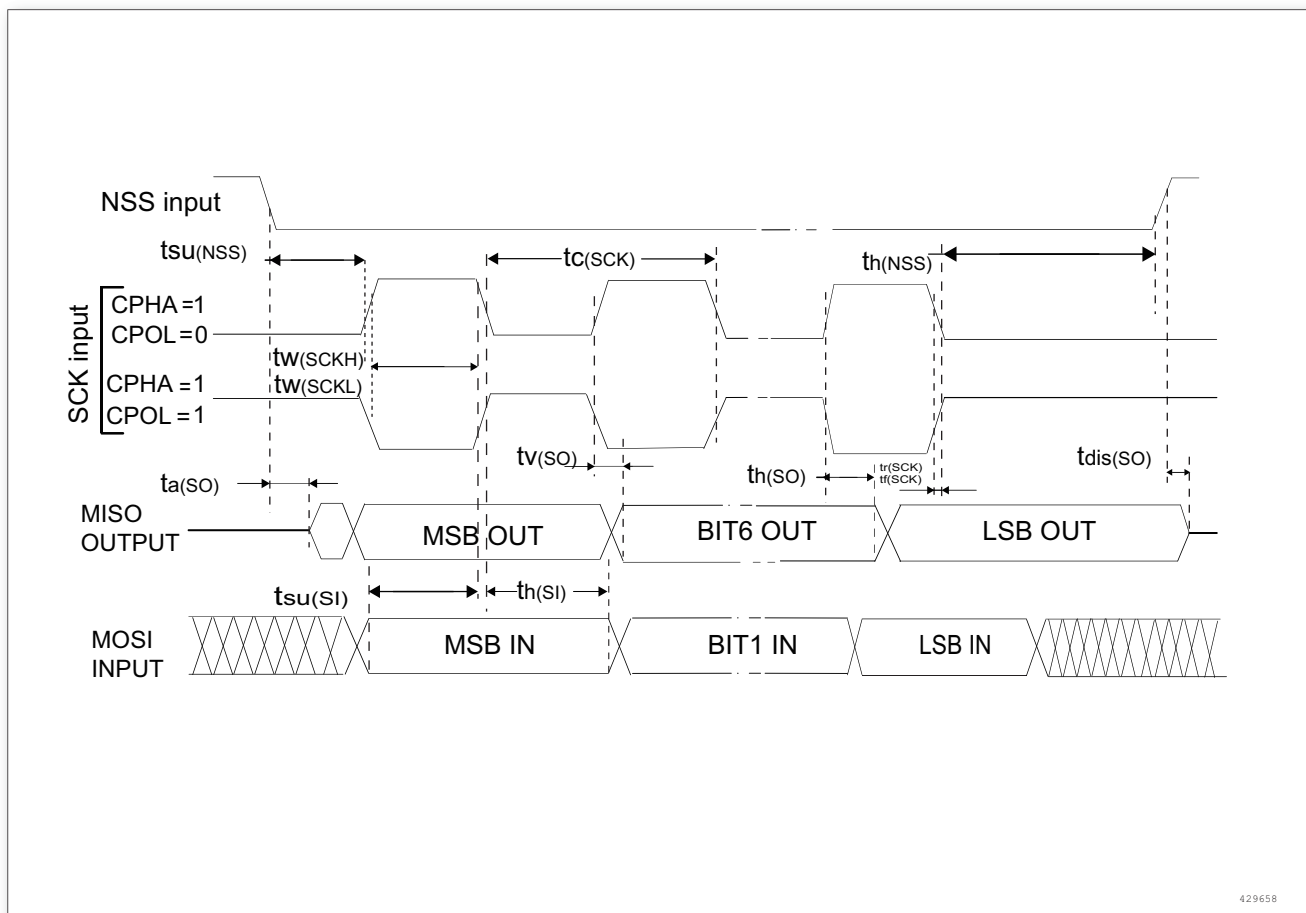 NSS input
tsu(NSS)
tc(SCK)
th(NSS)
SCK input
CPHA =1
CPOL =0
tw(SCKH)
CPHA =1
tw(SCKL)
CPOL =1
tv(SO)
th(SO)
tr(SCK)
tf(SCK)
tdis(SO)
ta(SO)
MISO
OUTPUT
MSB OUT
BIT6 OUT
LSB OUT
tsu(SI)
th(SI)
MOSI
INPUT
MSB IN
BIT1 IN
LSB IN
429658